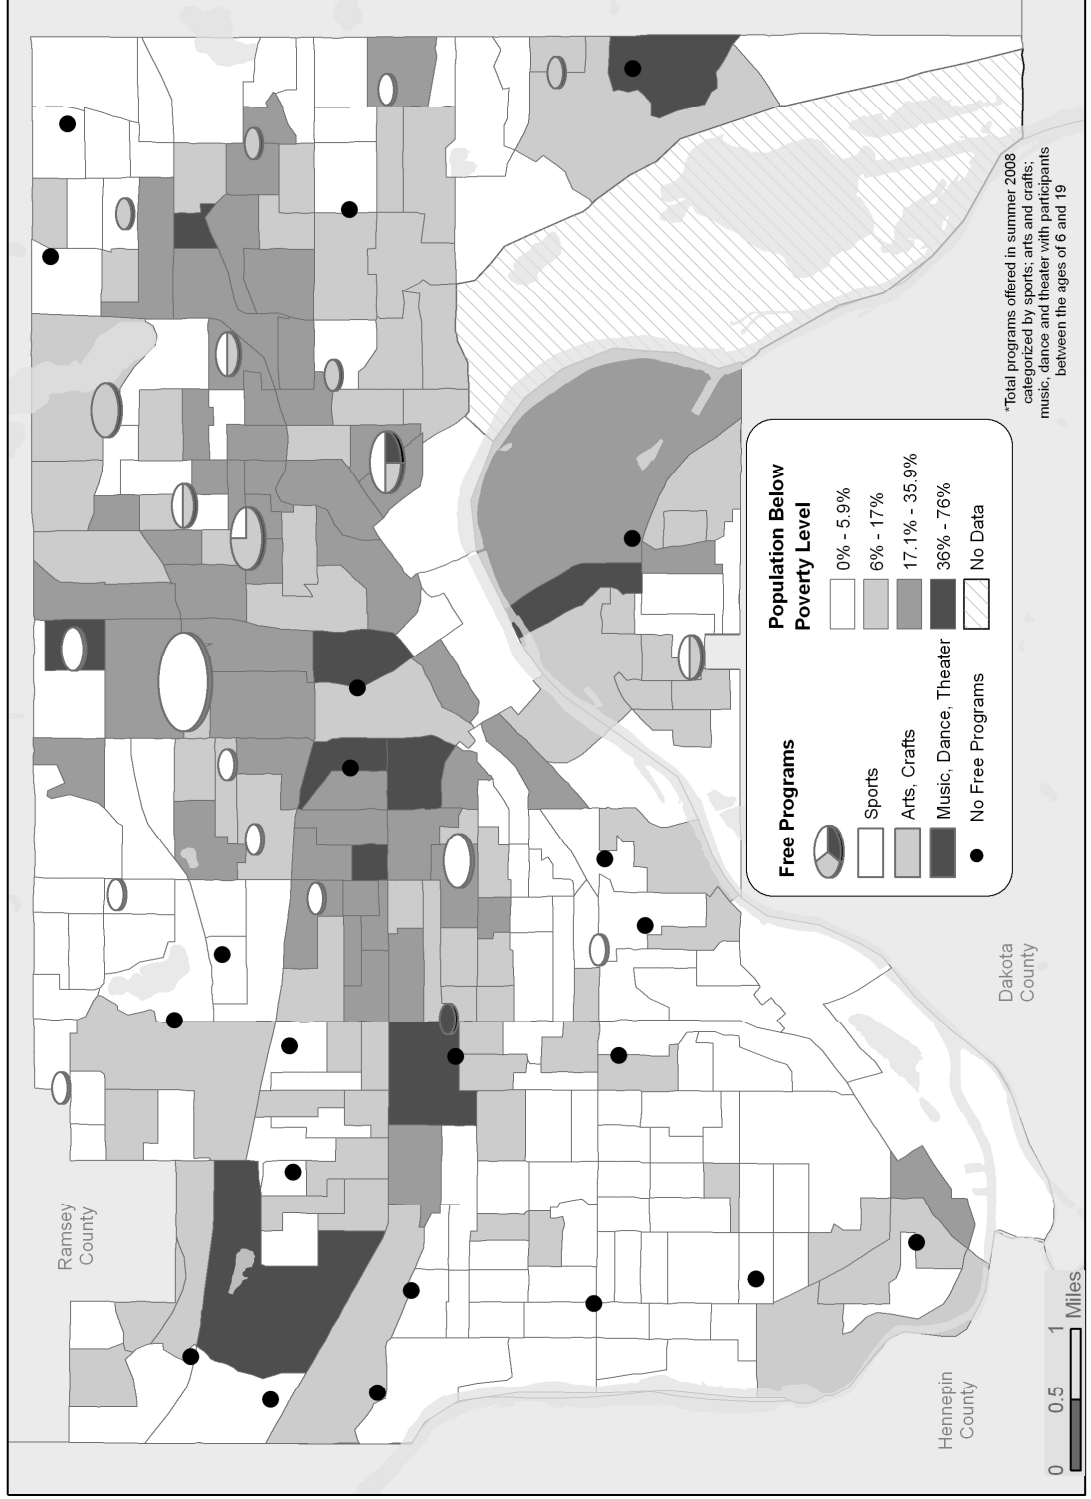 Ramsey
County
Hennepin
County
Dakota
County
0 0.5 1
Miles
Free Programs
Sports
Arts, Crafts
Music, Dance, Theater
No Free Programs
Population Below
Poverty Level
0% - 5.9%
6% - 17%
17.1% - 35.9%
36% - 76%
No Data
*Total programs offered in summer 2008
categorized by sports; arts and crafts;
music, dance and theater with participants
between the ages of 6 and 19